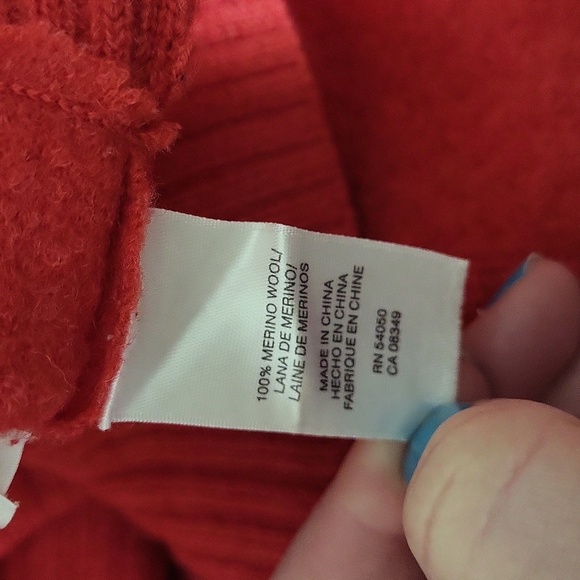 100% MERINO WOOL/
LANA DE MERINO/
LAINE DE MERINOS
MADE IN CHINA
HECHO EN CHINA
FABRIQUE EN CHINE
RN 54050
CA 08349